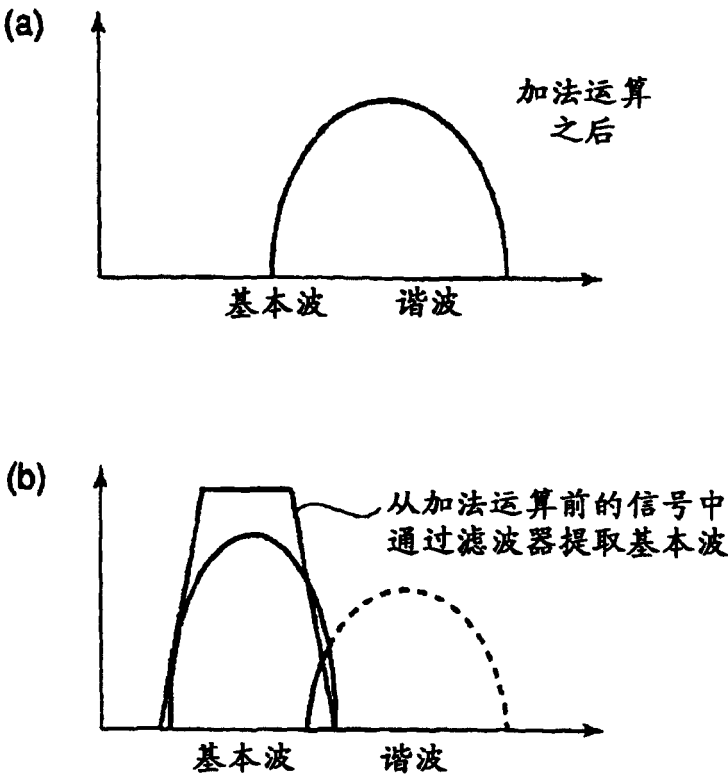 (a)
加法运算
之后
基本波 谐波
(b)
从加法运算前的信号中
通过滤波器提取基本波
基本波 谐波